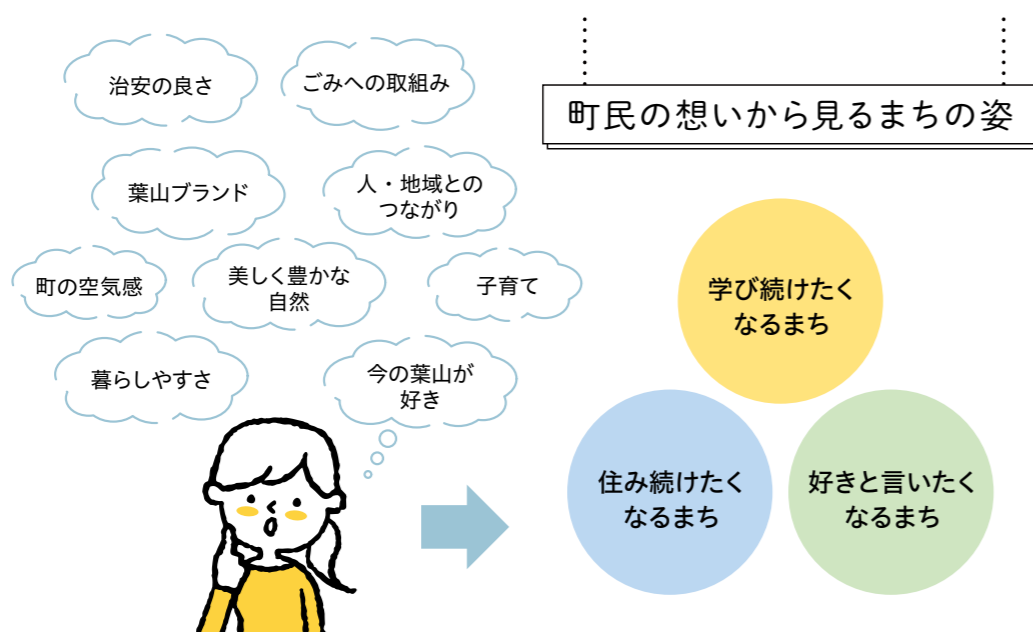 治安の良さ
ごみへの取組み
葉山ブランド
人・地域との
つながり
町の空気感
美しく豊かな
自然
子育て
暮らしやすさ
今の葉山が
好き
町民の想いから見るまちの姿
学び続けたく
なるまち
住み続けたく
なるまち
好きと言いたく
なるまち